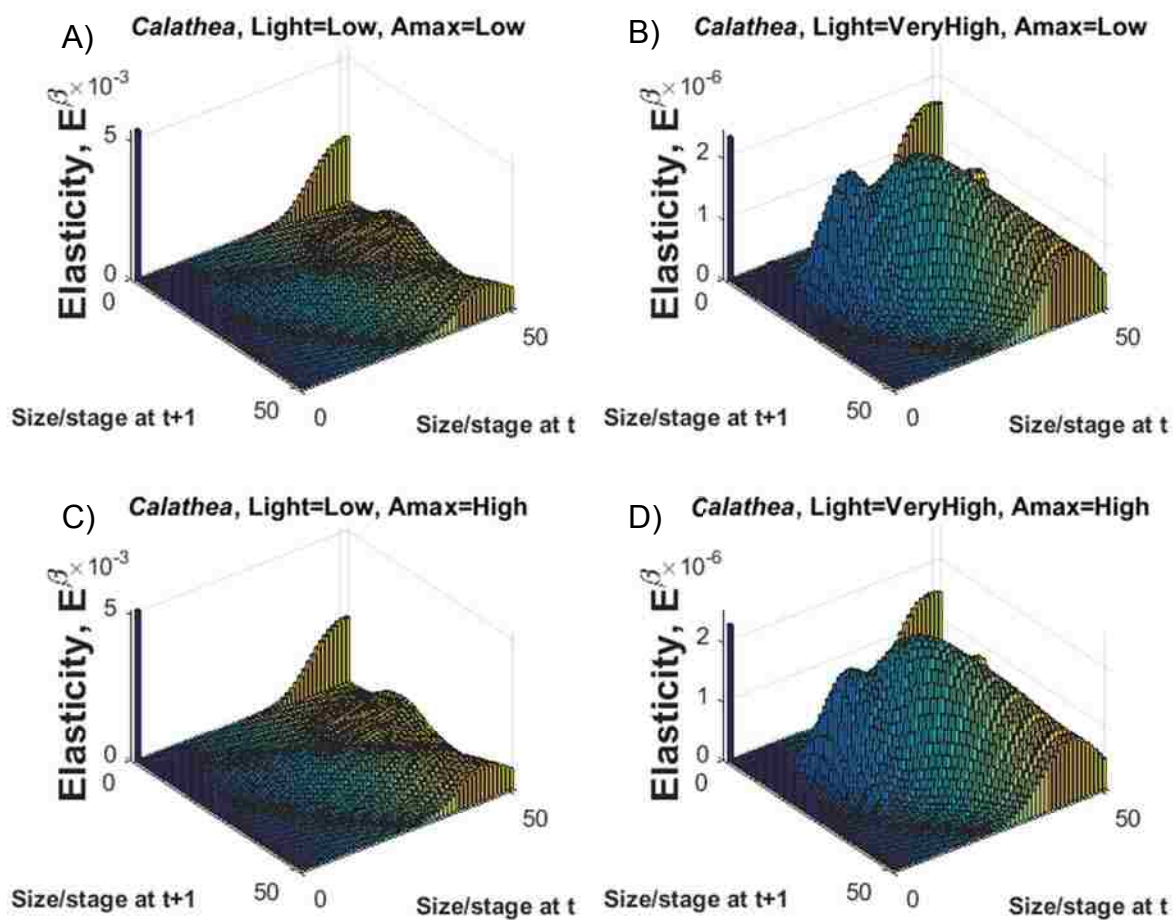 A) Calathea, Light=Low, Amax=Low
Elasticity, E^β
×10^-3
5
0
0
50
0
50
Size/stage at t+1
Size/stage at t
B) Calathea, Light=VeryHigh, Amax=Low
Elasticity, E^β
×10^-6
2
1
0
0
50
0
50
Size/stage at t+1
Size/stage at t
C) Calathea, Light=Low, Amax=High
Elasticity, E^β
×10^-3
5
0
0
50
0
50
Size/stage at t+1
Size/stage at t
D) Calathea, Light=VeryHigh, Amax=High
Elasticity, E^β
×10^-6
2
1
0
0
50
0
50
Size/stage at t+1
Size/stage at t